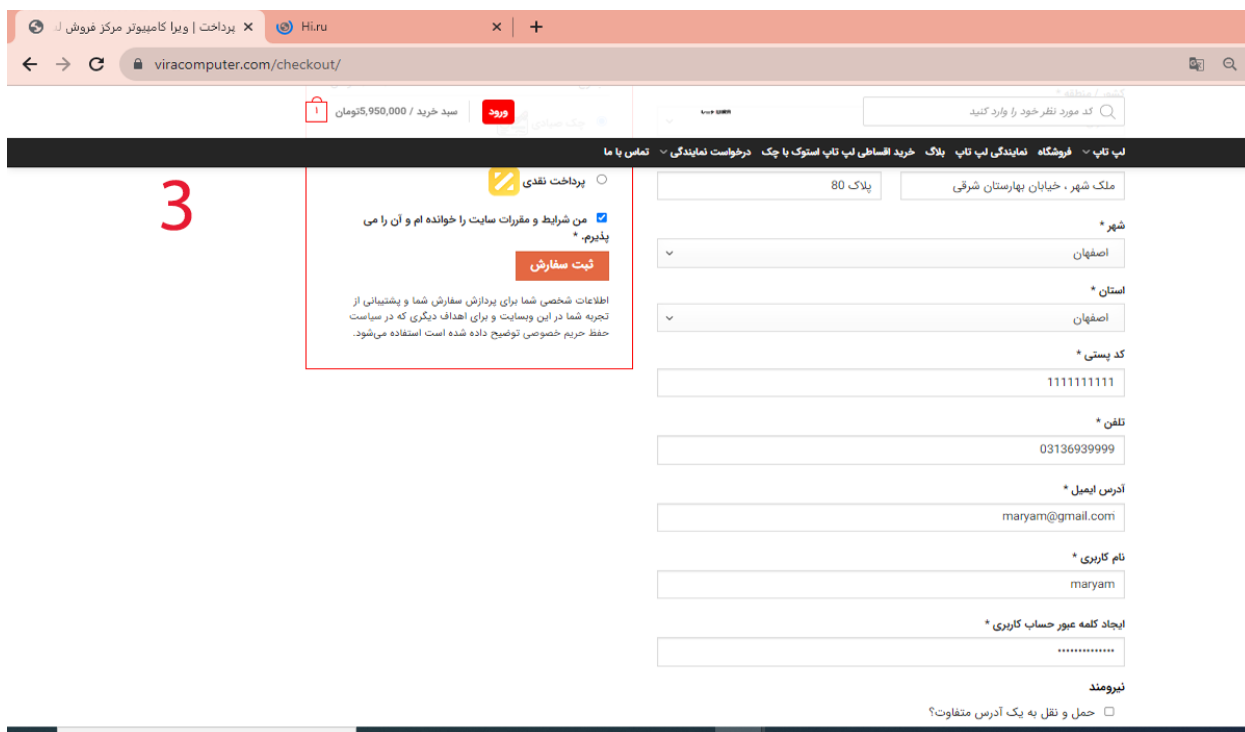 پرداخت | ویرا کامپیوتر مرکز فروش ل
Hi.ru
viracomputer.com/checkout/
کشور / منطقه *
کد مورد نظر خود را وارد کنید
ورود
سبد خرید / 5,950,000تومان
۱
چک صیادی
لپ تاپ فروشگاه نمایندگی لپ تاپ بلاگ خرید اقساطی لپ تاپ استوک با چک درخواست نمایندگی تماس با ما
ملک شهر ، خیابان بهارستان شرقی
پلاک 80
شهر *
اصفهان
استان *
اصفهان
کد پستی *
1111111111
تلفن *
03136939999
آدرس ایمیل *
maryam@gmail.com
نام کاربری *
maryam
ایجاد کلمه عبور حساب کاربری *
••••••••••••••
نیرومند
حمل و نقل به یک آدرس متفاوت؟
پرداخت نقدی
من شرایط و مقررات سایت را خوانده ام و آن را می
پذیرم. *
ثبت سفارش
اطلاعات شخصی شما برای پردازش سفارش شما و پشتیبانی از
تجربه شما در این وبسایت و برای اهداف دیگری که در سیاست
حفظ حریم خصوصی توضیح داده شده است استفاده می‌شود.
3